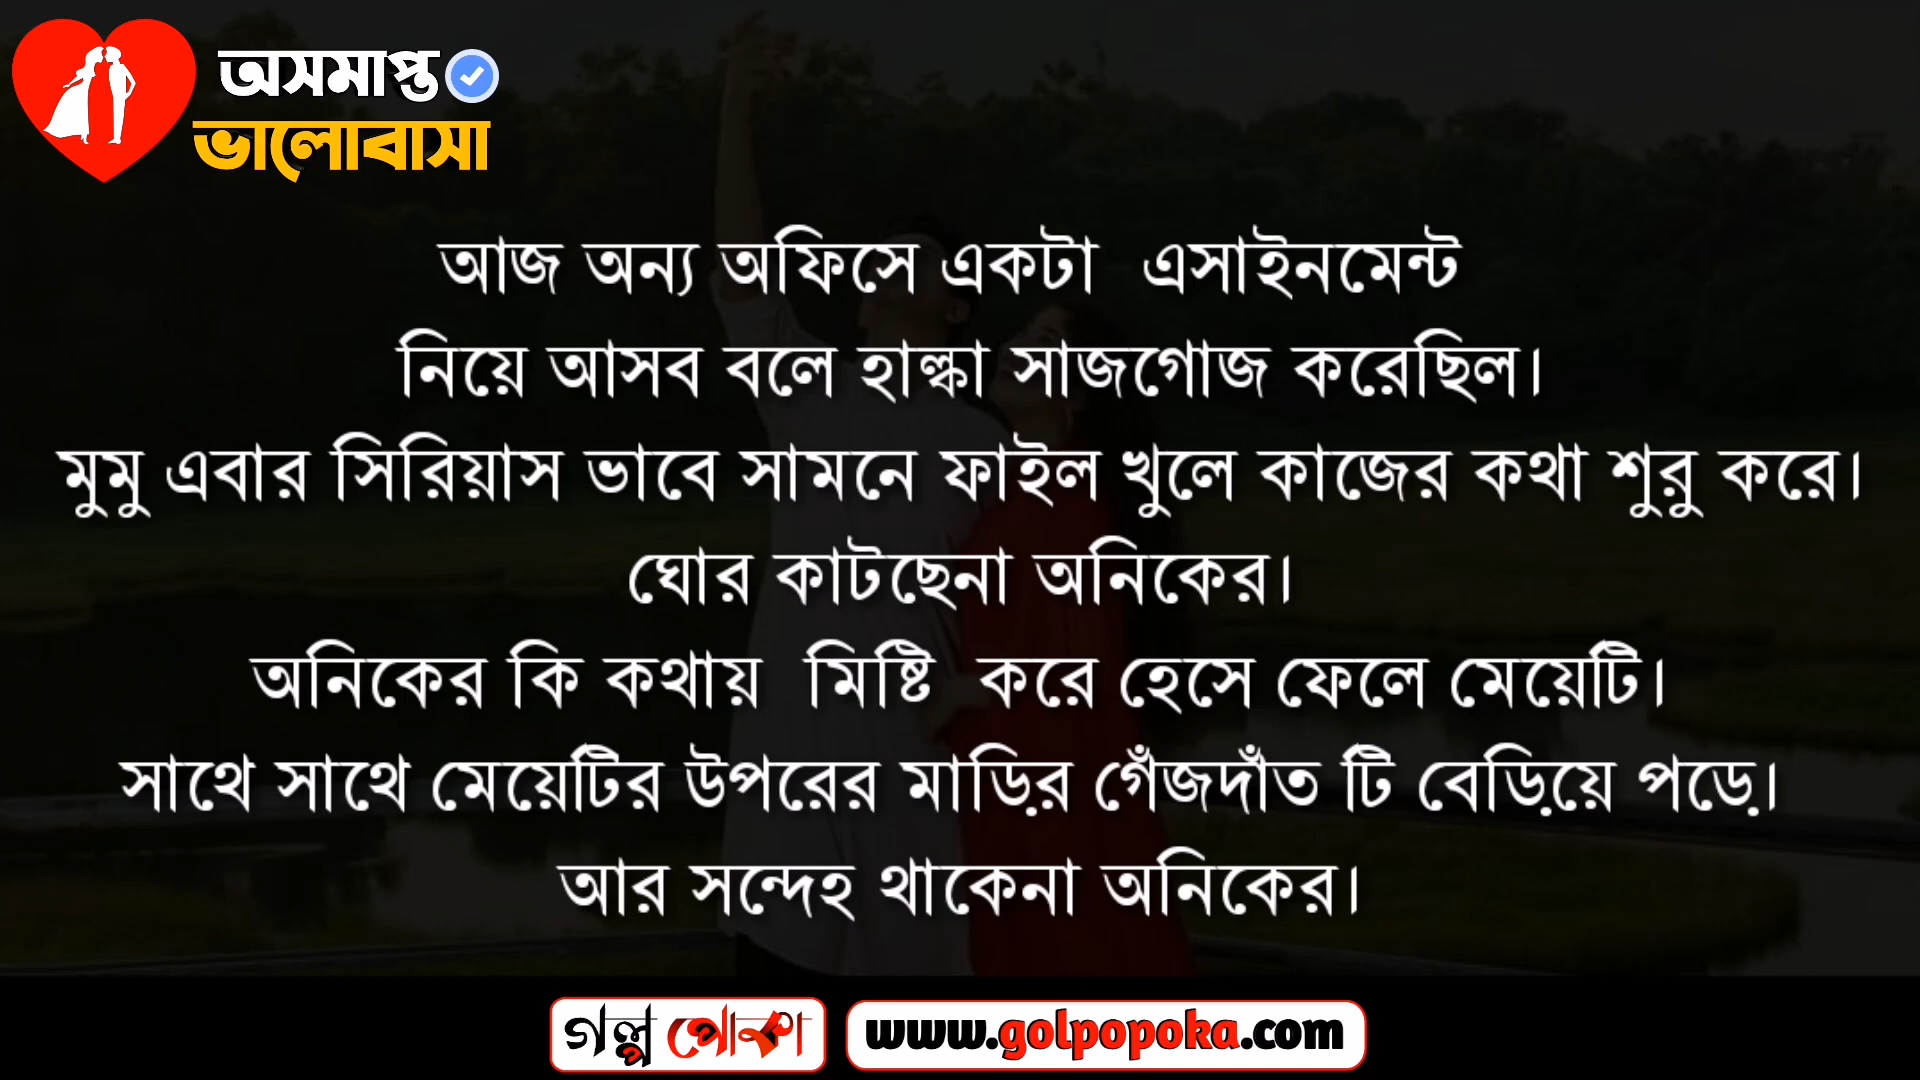 অসমাপ্ত
ভালোবাসা
আজ অন্য অফিসে একটা এসাইনমেন্ট
নিয়ে আসব বলে হাল্কা সাজগোজ করেছিল।
মুমু এবার সিরিয়াস ভাবে সামনে ফাইল খুলে কাজের কথা শুরু করে।
ঘোর কাটছেনা অনিকের।
অনিকের কি কথায় মিষ্টি করে হেসে ফেলে মেয়েটি।
সাথে সাথে মেয়েটির উপরের মাড়ির গেঁজদাঁত টি বেড়িয়ে পড়ে।
আর সন্দেহ থাকেনা অনিকের।
গল্প পোকা www.golpopoka.com